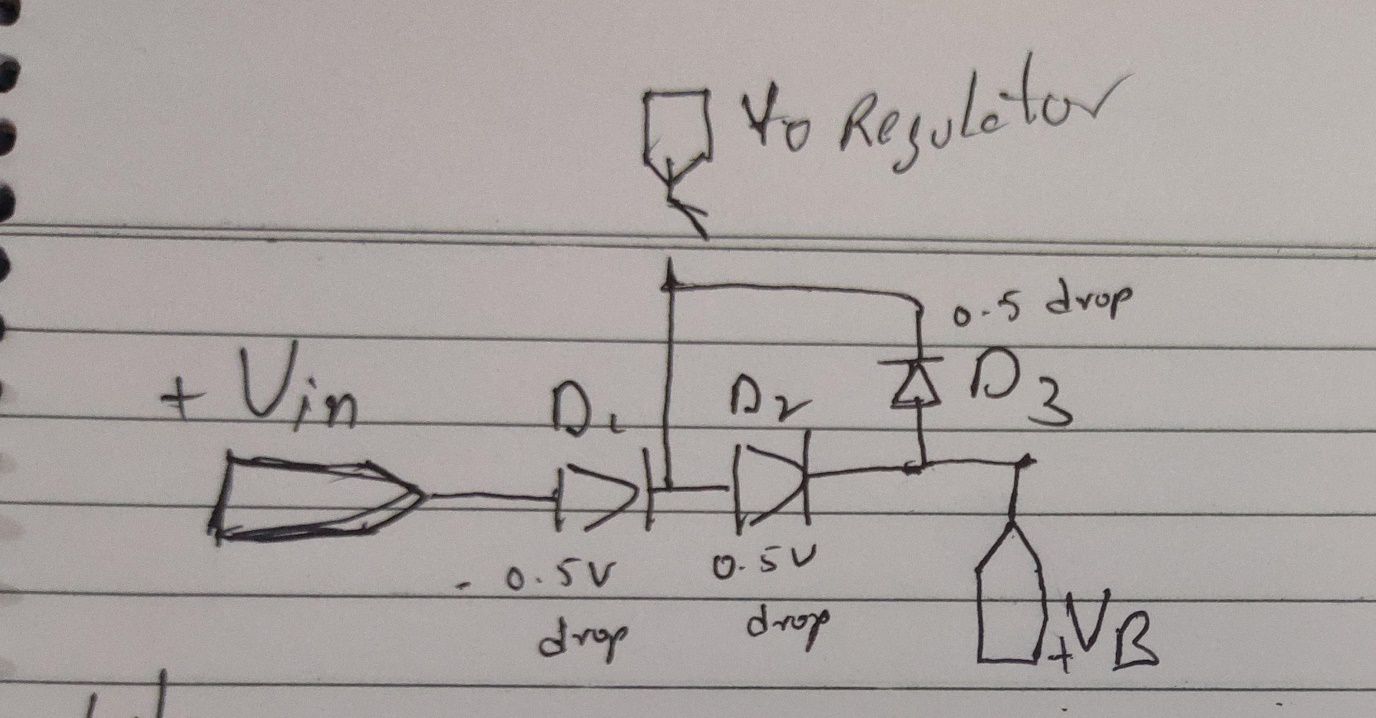 To Regulator
0.5 drop
+ Vin
D1
D2
D3
- 0.5V
drop
0.5V
drop
+VB